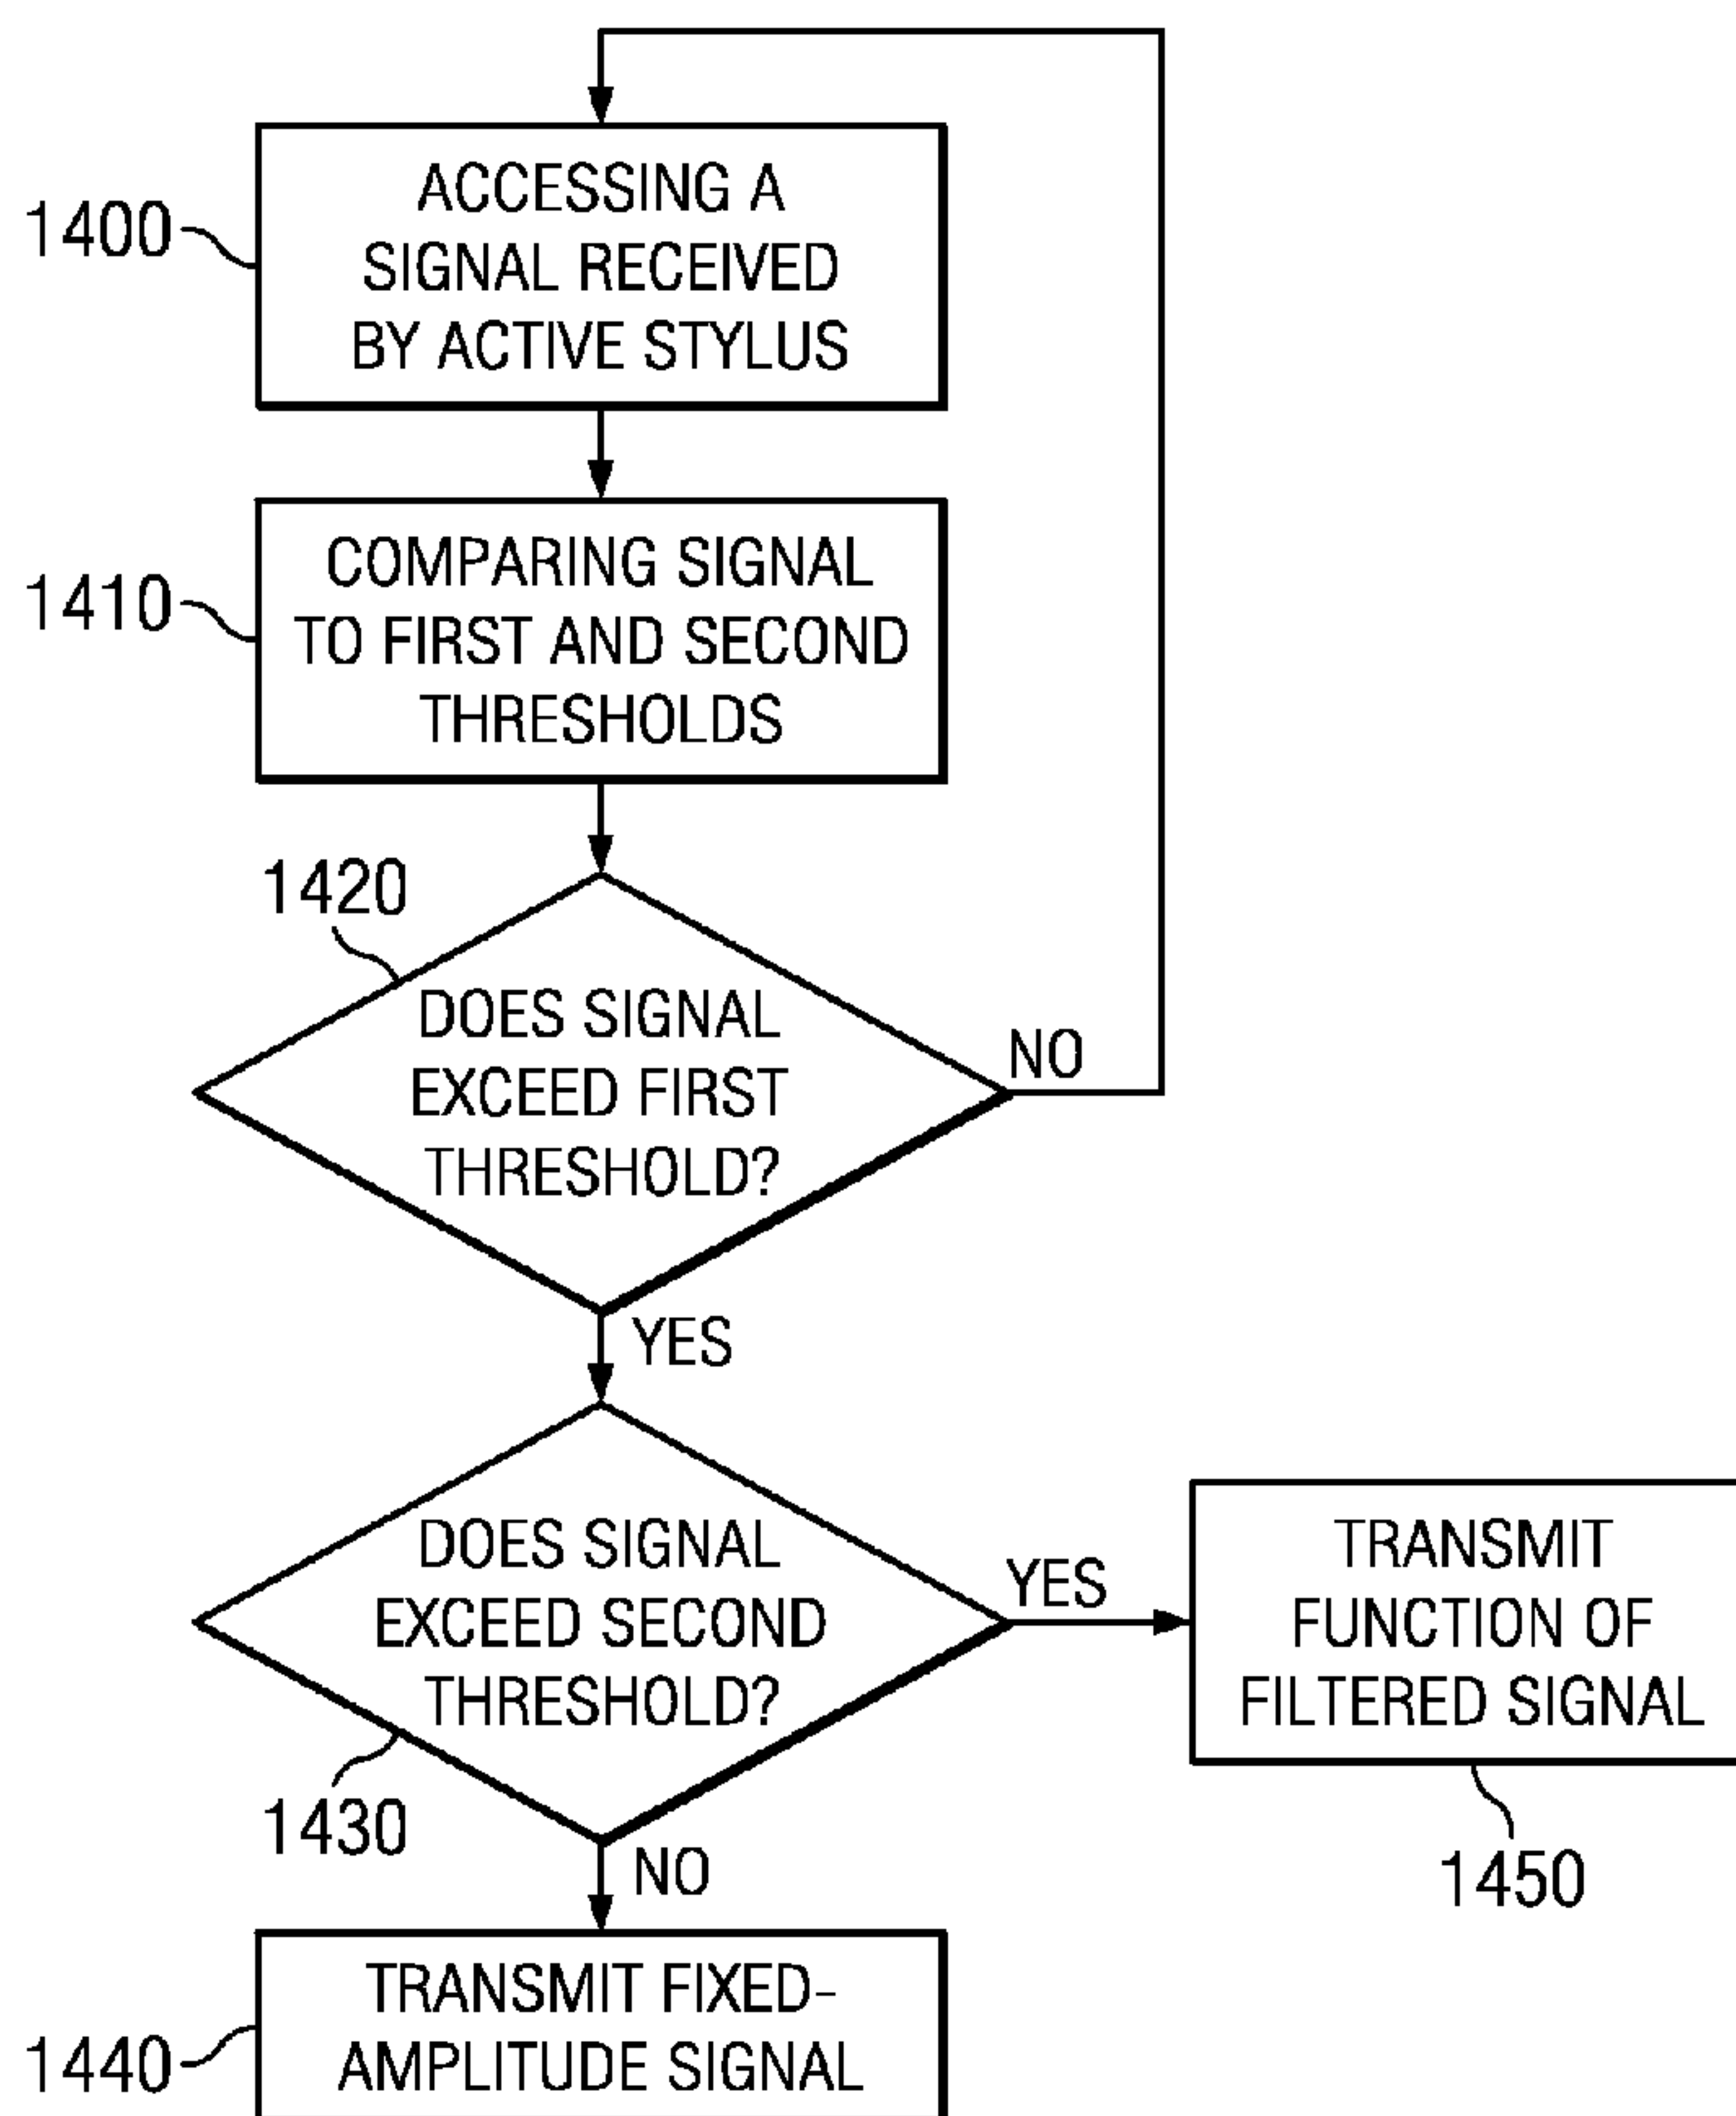 1400
ACCESSING A
SIGNAL RECEIVED
BY ACTIVE STYLUS
1410
COMPARING SIGNAL
TO FIRST AND SECOND
THRESHOLDS
1420
DOES SIGNAL
EXCEED FIRST
THRESHOLD?
NO
YES
DOES SIGNAL
EXCEED SECOND
THRESHOLD?
1430
YES
TRANSMIT
FUNCTION OF
FILTERED SIGNAL
1450
NO
1440
TRANSMIT FIXED-
AMPLITUDE SIGNAL